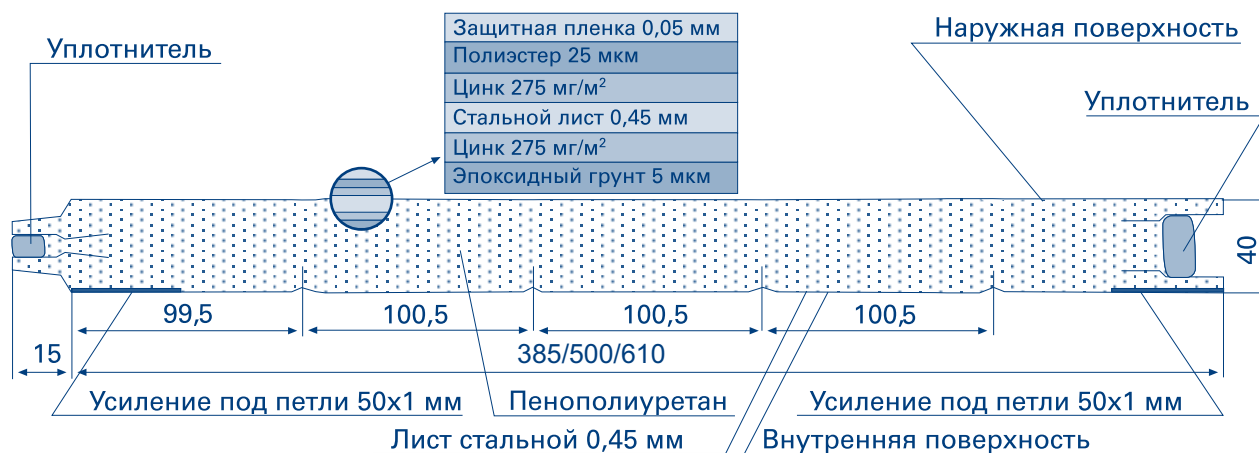 Защитная пленка 0,05 мм
Полиэстер 25 мкм
Цинк 275 мг/м²
Стальной лист 0,45 мм
Цинк 275 мг/м²
Эпоксидный грунт 5 мкм
Уплотнитель
Наружная поверхность
Уплотнитель
40
99,5
100,5
100,5
100,5
15
385/500/610
Усиление под петли 50x1 мм
Пенополиуретан
Усиление под петли 50x1 мм
Лист стальной 0,45 мм
Внутренняя поверхность